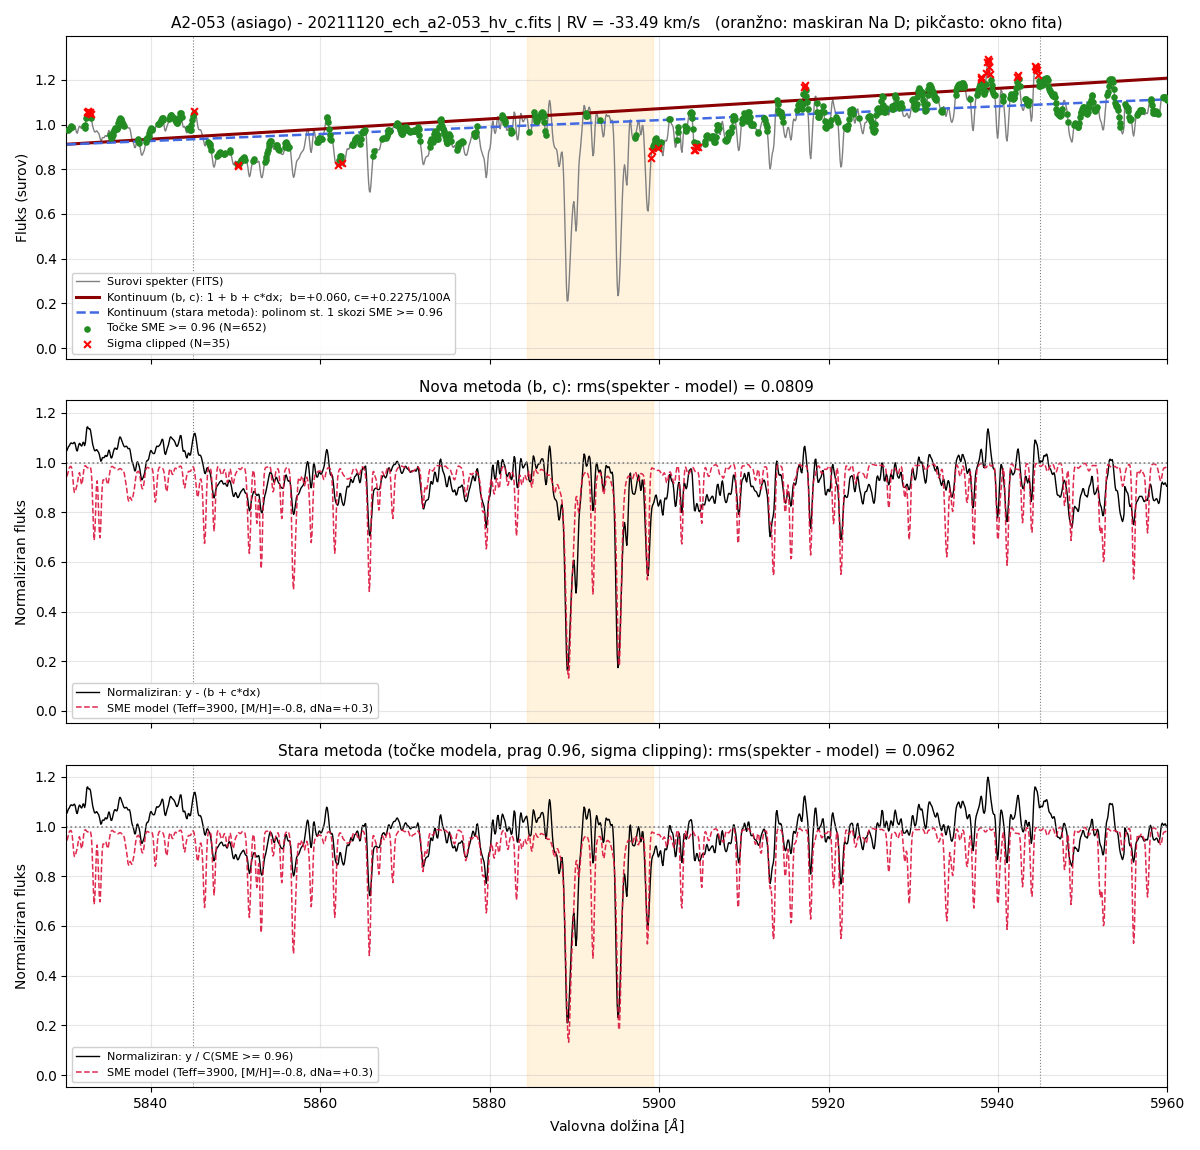 A2-053 (asiago) - 20211120_ech_a2-053_hv_c.fits | RV = -33.49 km/s   (oranžno: maskiran Na D; pikčasto: okno fita)
1.2
1.0
0.8
0.6
0.4
0.2
0.0
Fluks (surov)
Surovi spekter (FITS)
Kontinuum (b, c): 1 + b + c*dx;  b=+0.060, c=+0.2275/100A
Kontinuum (stara metoda): polinom st. 1 skozi SME >= 0.96
Točke SME >= 0.96 (N=652)
Sigma clipped (N=35)
Nova metoda (b, c): rms(spekter - model) = 0.0809
1.2
1.0
0.8
0.6
0.4
0.2
0.0
Normaliziran fluks
Normaliziran: y - (b + c*dx)
SME model (Teff=3900, [M/H]=-0.8, dNa=+0.3)
Stara metoda (točke modela, prag 0.96, sigma clipping): rms(spekter - model) = 0.0962
1.2
1.0
0.8
0.6
0.4
0.2
0.0
Normaliziran fluks
Normaliziran: y / C(SME >= 0.96)
SME model (Teff=3900, [M/H]=-0.8, dNa=+0.3)
5840 5860 5880 5900 5920 5940 5960
Valovna dolžina [Å]